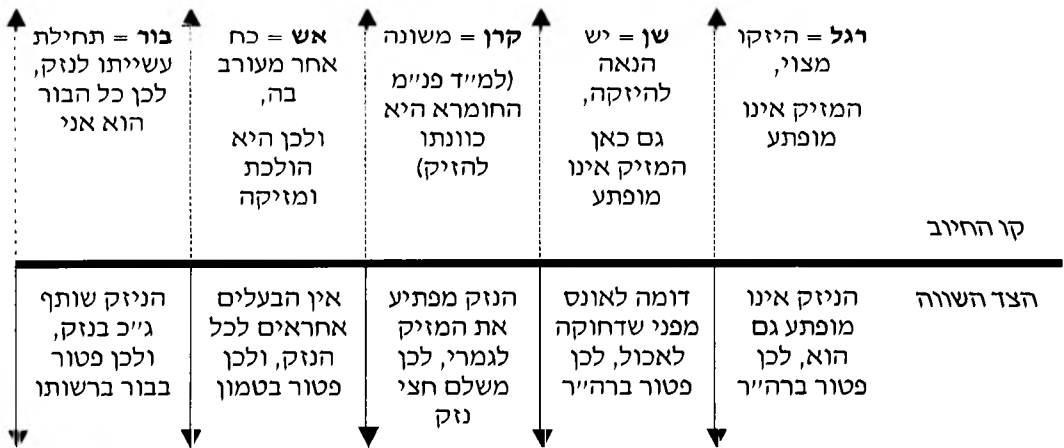 רגל = היזקו
מצוי,
המזיק אינו
מופתע
שן = יש
הנאה
להיזקה,
גם כאן
המזיק אינו
מופתע
קרן = משונה
(למ״ד פנ״מ
החומרא היא
כוונתו
להזיק)
אש = כח
אחר מעורב
בה,
ולכן היא
הולכת
ומזיקה
בור = תחילת
עשייתו לנזק,
לכן כל הבור
הוא אני
קו החיוב
הצד השווה
הניזק אינו
מופתע גם
הוא, לכן
פטור ברה״ר
דומה לאונס
מפני שדחוקה
לאכול, לכן
פטור ברה״ר
הנזק מפתיע
את המזיק
לגמרי, לכן
משלם חצי
נזק
אין הבעלים
אחראים לכל
הנזק, ולכן
פטור בטמון
הניזק שותף
ג״כ בנזק,
ולכן פטור
בבור ברשותו